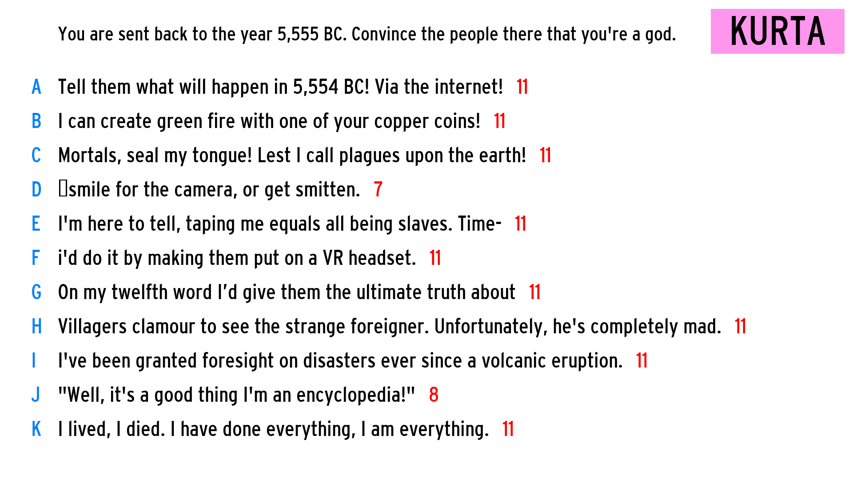 You are sent back to the year 5,555 BC. Convince the people there that you're a god.
KURTA
A Tell them what will happen in 5,554 BC! Via the internet! 11
B I can create green fire with one of your copper coins! 11
C Mortals, seal my tongue! Lest I call plagues upon the earth! 11
D ▯smile for the camera, or get smitten. 7
E I'm here to tell, taping me equals all being slaves. Time- 11
F i'd do it by making them put on a VR headset. 11
G On my twelfth word I’d give them the ultimate truth about 11
H Villagers clamour to see the strange foreigner. Unfortunately, he's completely mad. 11
I I've been granted foresight on disasters ever since a volcanic eruption. 11
J "Well, it's a good thing I'm an encyclopedia!" 8
K I lived, I died. I have done everything, I am everything. 11